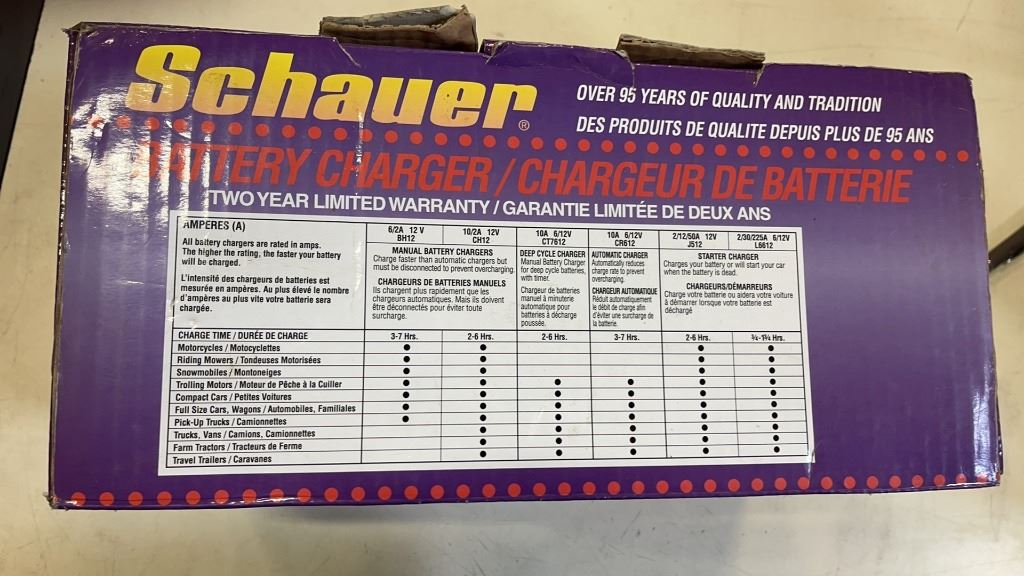 Schauer®
OVER 95 YEARS OF QUALITY AND TRADITION
DES PRODUITS DE QUALITE DEPUIS PLUS DE 95 ANS
BATTERY CHARGER / CHARGEUR DE BATTERIE
TWO YEAR LIMITED WARRANTY / GARANTIE LIMITÉE DE DEUX ANS
AMPERES (A)
All battery chargers are rated in amps.
The higher the rating, the faster your battery
will be charged.
L'intensité des chargeurs de batteries est
mesurée en ampères. Au plus élevé le nombre
d'ampères au plus vite votre batterie sera
chargée.
6/2A 12 V
BH12
10/2A 12V
CH12
10A 6/12V
CT7612
10A 6/12V
CR612
2/12/50A 12V
J512
2/30/225A 6/12V
L6612
MANUAL BATTERY CHARGERS
Charge faster than automatic chargers but
must be disconnected to prevent overcharging.
CHARGEURS DE BATTERIES MANUELS
Ils chargent plus rapidement que les
chargeurs automatiques. Mais ils doivent
être déconnectés pour éviter toute
surcharge.
DEEP CYCLE CHARGER
Manual Battery Charger
for deep cycle batteries,
with timer.
Chargeur de batteries
manuel à minuterie
automatique pour
batteries à décharge
poussée.
AUTOMATIC CHARGER
Automatically reduces
charge rate to prevent
overcharging.
CHARGEUR AUTOMATIQUE
Réduit automatiquement
le débit de charge afin
d'éviter une surcharge de
la batterie.
STARTER CHARGER
Charges your battery or will start your car
when the battery is dead.
CHARGEURS/DÉMARREURS
Charge votre batterie ou aidera votre voiture
à démarrer lorsque votre batterie est
déchargé
CHARGE TIME / DURÉE DE CHARGE 3-7 Hrs. 2-6 Hrs. 2-6 Hrs. 3-7 Hrs. 2-6 Hrs. ¾-1¾ Hrs.
Motorcycles / Motocyclettes
Riding Mowers / Tondeuses Motorisées
Snowmobiles / Montoneiges
Trolling Motors / Moteur de Pêche à la Cuiller
Compact Cars / Petites Voitures
Full Size Cars, Wagons / Automobiles, Familiales
Pick-Up Trucks / Camionnettes
Trucks, Vans / Camions, Camionnettes
Farm Tractors / Tracteurs de Ferme
Travel Trailers / Caravanes